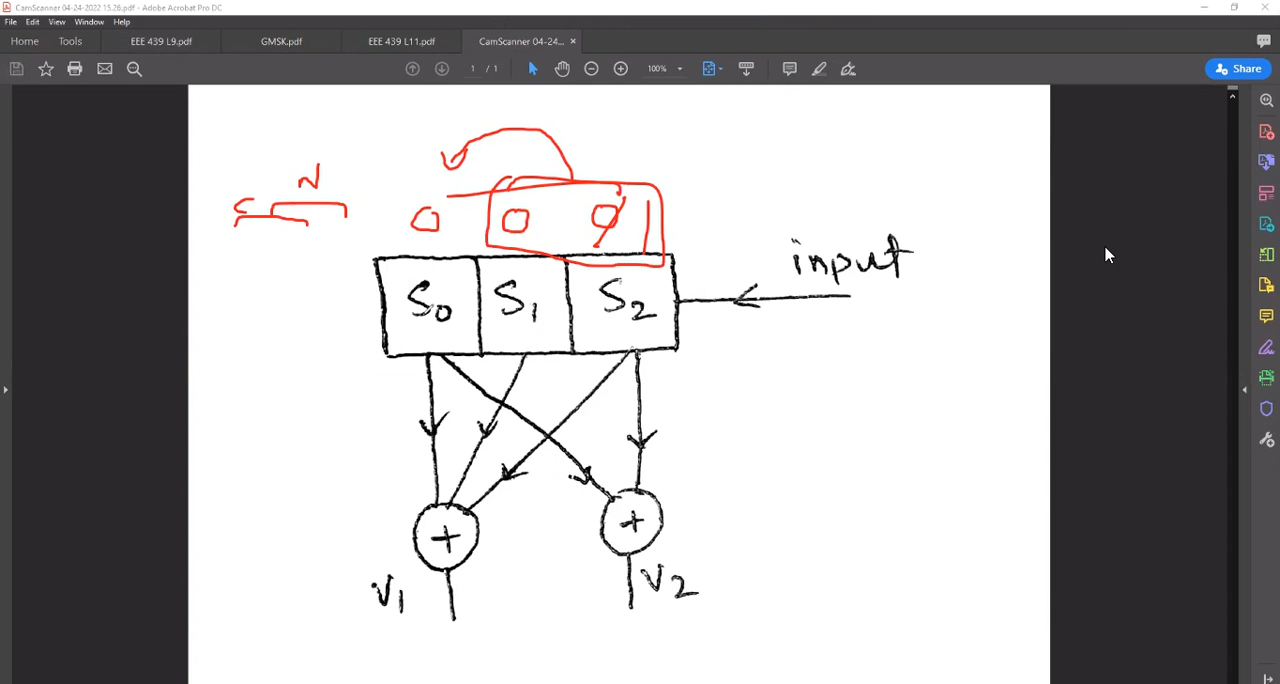 CamScanner 04-24-2022 15.26.pdf - Adobe Acrobat Pro DC
File Edit View Window Help
Home Tools EEE 439 L9.pdf GMSK.pdf EEE 439 L11.pdf CamScanner 04-24... ×
1 / 1 100% Share
N
C
0 0 0 1
S0 S1 S2 input
+ +
V1 V2